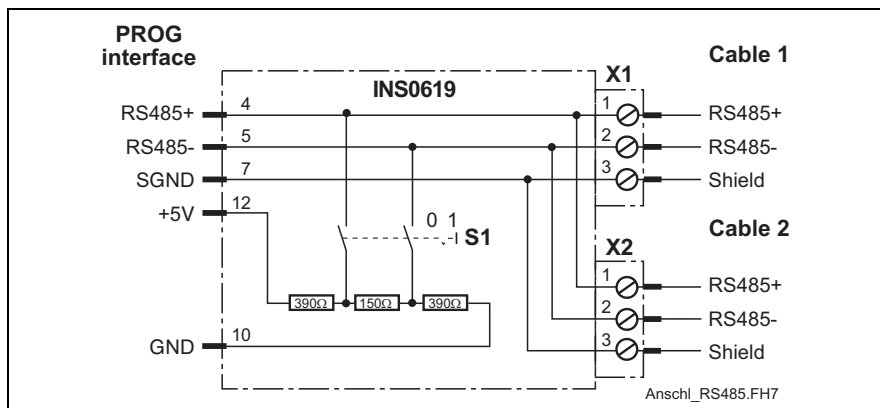 PROG
interface
INS0619
X1
Cable 1
RS485+ 4 1 RS485+
RS485- 5 2 RS485-
SGND 7 3 Shield
+5V 12
0 1 S1
Cable 2
X2
1 RS485+
390Ω 150Ω 390Ω
2 RS485-
GND 10 3 Shield
Anschl_RS485.FH7